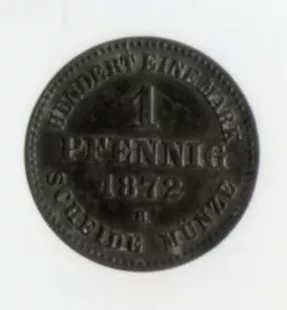 HUNDERT EINE MARK
1
PFENNIG
1872
B
SCHEIDE MÜNZE